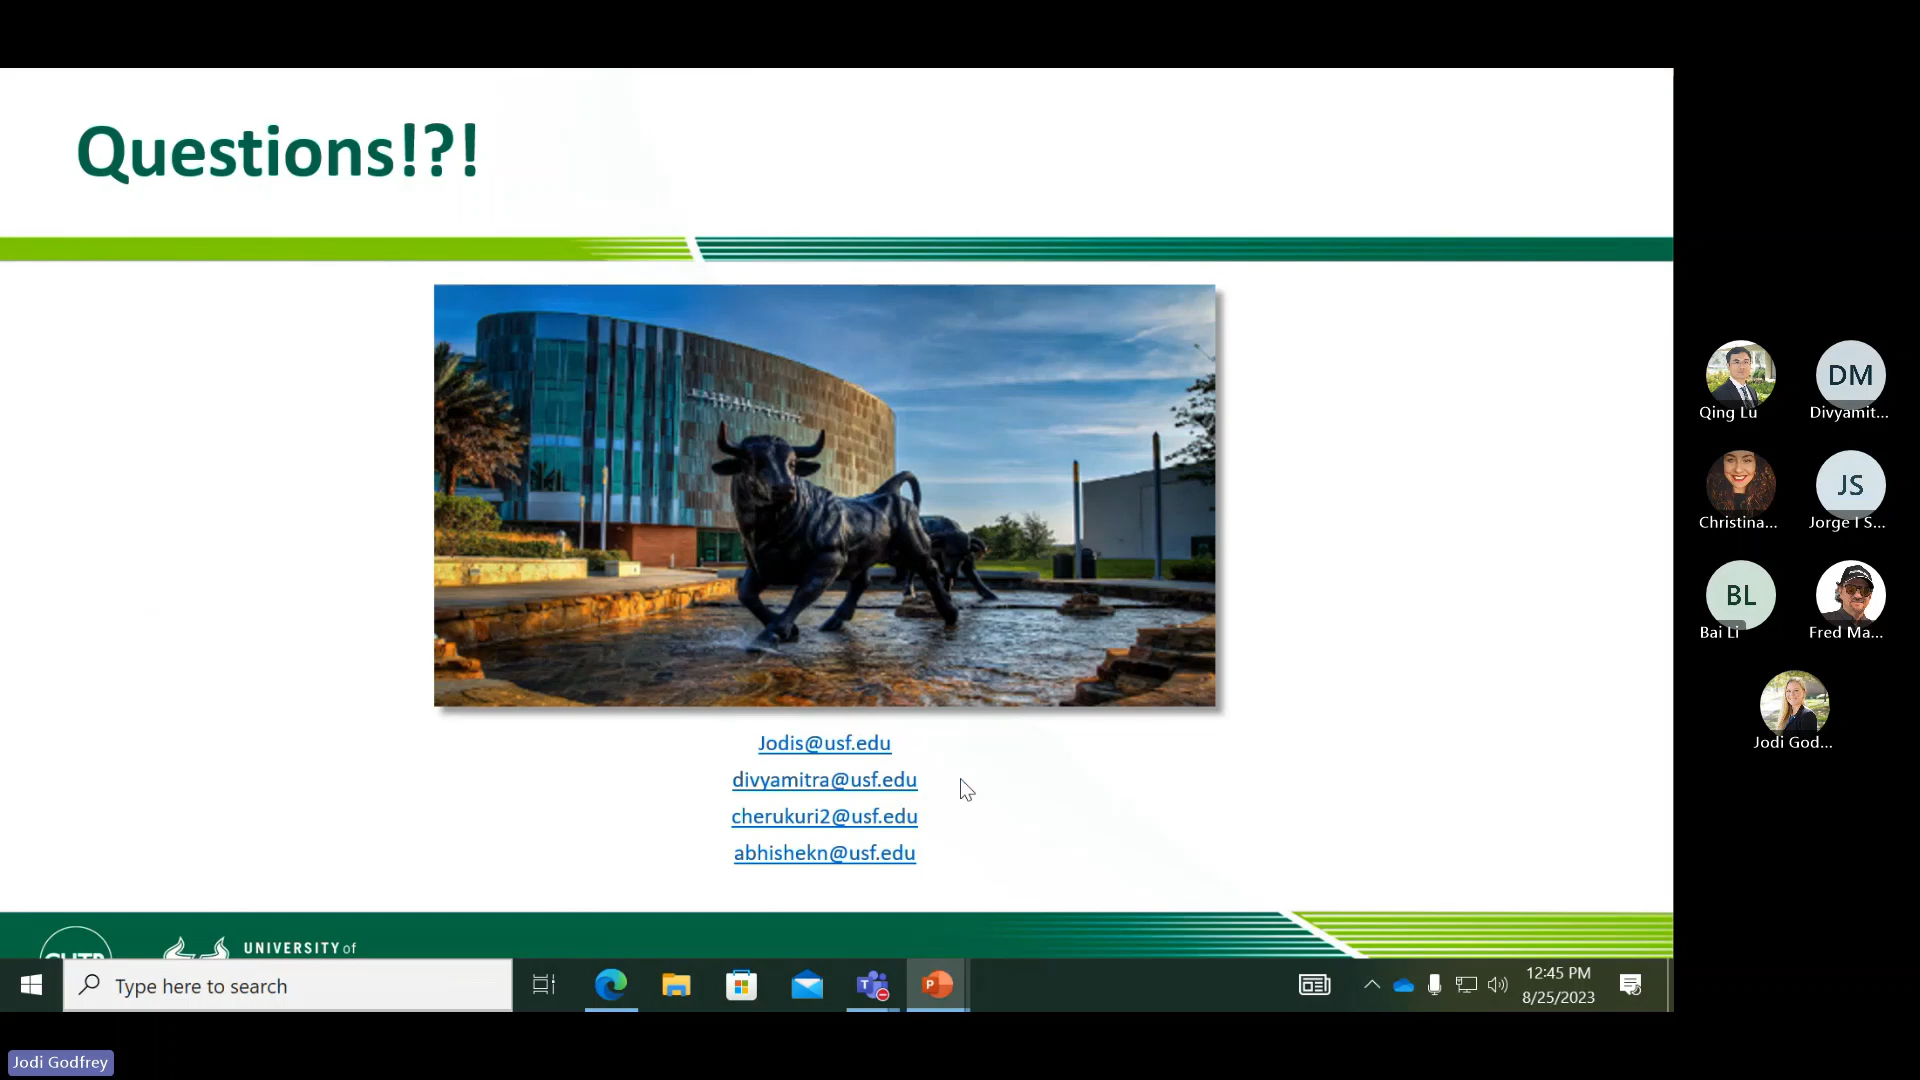 Questions!?!
Jodis@usf.edu
divyamitra@usf.edu
cherukuri2@usf.edu
abhishekn@usf.edu
UNIVERSITY of
Type here to search
12:45 PM
8/25/2023
Qing Lu
DM
Divyamit...
Christina...
JS
Jorge I S...
BL
Bai Li
Fred Ma...
Jodi God...
Jodi Godfrey